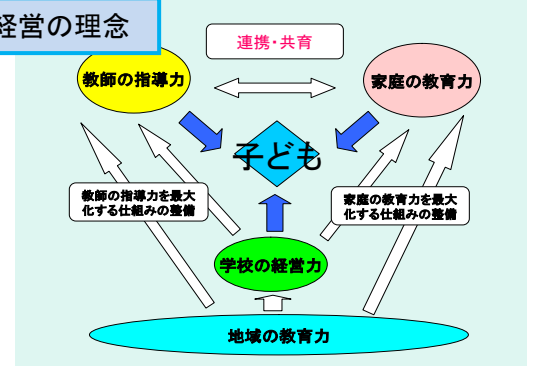 経営の理念
連携・共育
教師の指導力
家庭の教育力
子ども
教師の指導力を最大
化する仕組みの整備
家庭の教育力を最大
化する仕組みの整備
学校の経営力
地域の教育力